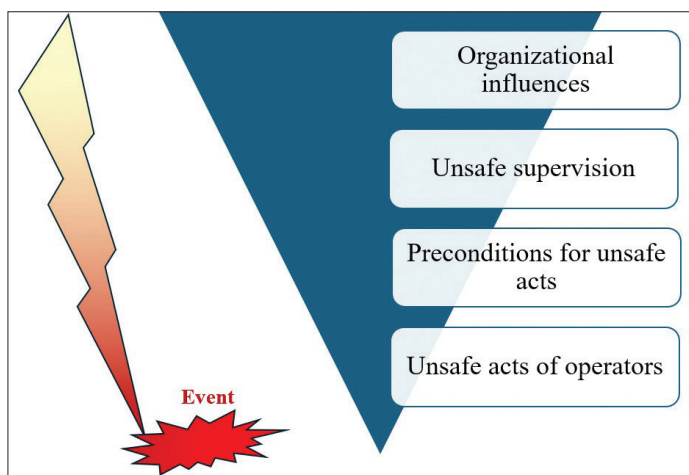 Organizational
influences
Unsafe supervision
Preconditions for unsafe
acts
Unsafe acts of operators
Event